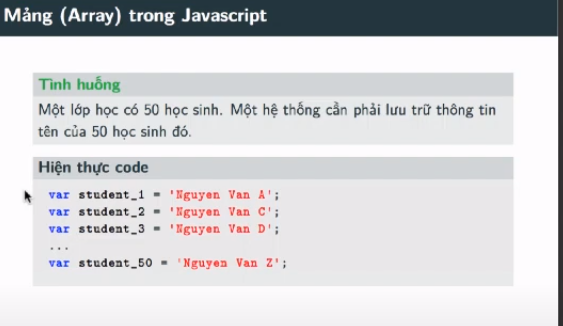 Mảng (Array) trong Javascript
Tình huống
Một lớp học có 50 học sinh. Một hệ thống cần phải lưu trữ thông tin
tên của 50 học sinh đó.
Hiện thực code
var student_1 = 'Nguyen Van A';
var student_2 = 'Nguyen Van C';
var student_3 = 'Nguyen Van D';
...
var student_50 = 'Nguyen Van Z';